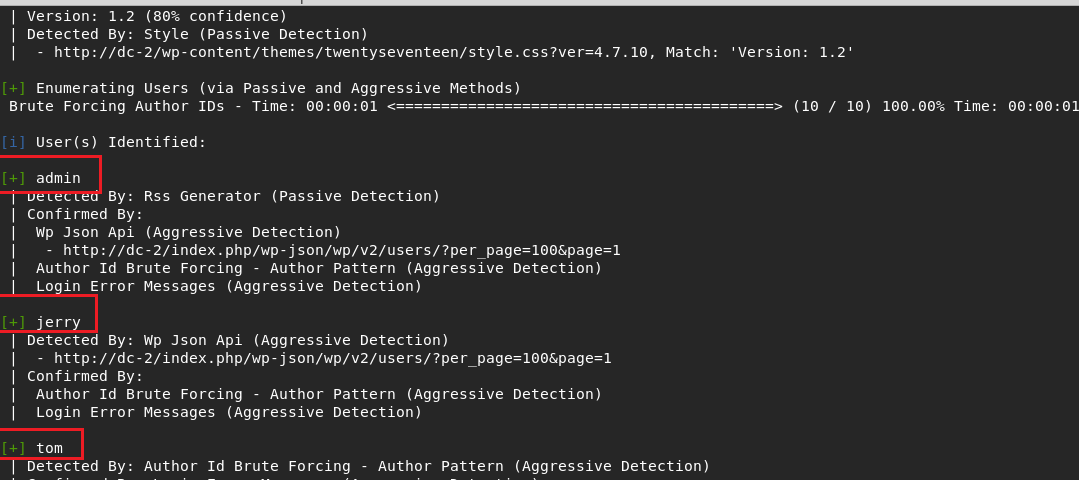 | Version: 1.2 (80% confidence)
| Detected By: Style (Passive Detection)
|  - http://dc-2/wp-content/themes/twentyseventeen/style.css?ver=4.7.10, Match: 'Version: 1.2'
[+] Enumerating Users (via Passive and Aggressive Methods)
Brute Forcing Author IDs - Time: 00:00:01 <==========================================> (10 / 10) 100.00% Time: 00:00:01
[i] User(s) Identified:
[+] admin
| Detected By: Rss Generator (Passive Detection)
| Confirmed By:
|  Wp Json Api (Aggressive Detection)
|   - http://dc-2/index.php/wp-json/wp/v2/users/?per_page=100&page=1
|  Author Id Brute Forcing - Author Pattern (Aggressive Detection)
|  Login Error Messages (Aggressive Detection)
[+] jerry
| Detected By: Wp Json Api (Aggressive Detection)
|  - http://dc-2/index.php/wp-json/wp/v2/users/?per_page=100&page=1
| Confirmed By:
|  Author Id Brute Forcing - Author Pattern (Aggressive Detection)
|  Login Error Messages (Aggressive Detection)
[+] tom
| Detected By: Author Id Brute Forcing - Author Pattern (Aggressive Detection)